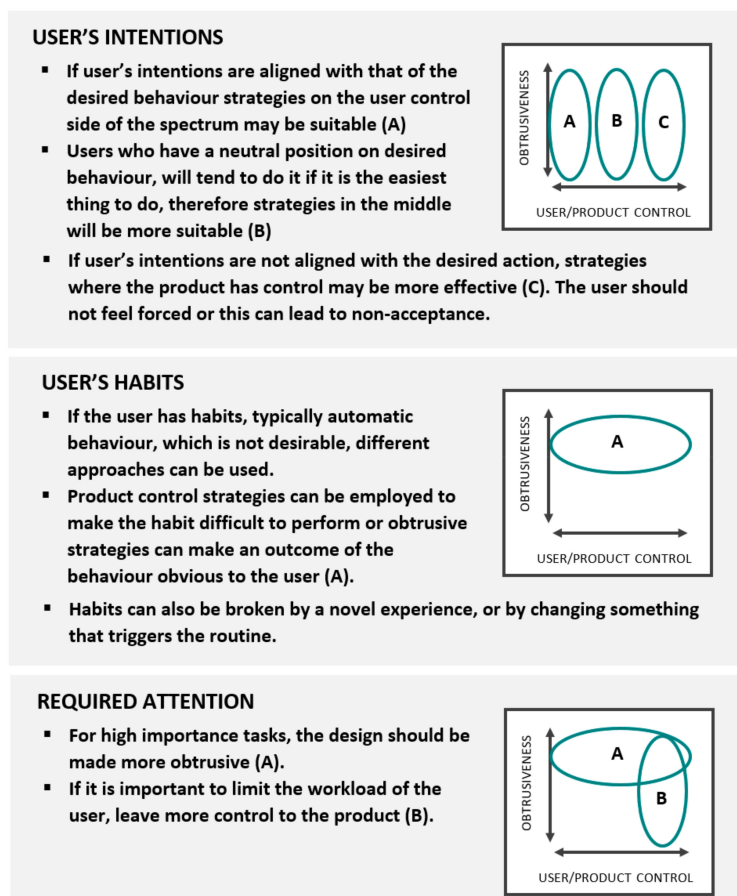 USER'S INTENTIONS
▪ If user's intentions are aligned with that of the
desired behaviour strategies on the user control
side of the spectrum may be suitable (A)
▪ Users who have a neutral position on desired
behaviour, will tend to do it if it is the easiest
thing to do, therefore strategies in the middle
will be more suitable (B)
▪ If user's intentions are not aligned with the desired action, strategies
where the product has control may be more effective (C). The user should
not feel forced or this can lead to non-acceptance.
OBTRUSIVENESS
A B C
USER/PRODUCT CONTROL
USER'S HABITS
▪ If the user has habits, typically automatic
behaviour, which is not desirable, different
approaches can be used.
▪ Product control strategies can be employed to
make the habit difficult to perform or obtrusive
strategies can make an outcome of the
behaviour obvious to the user (A).
▪ Habits can also be broken by a novel experience, or by changing something
that triggers the routine.
OBTRUSIVENESS
A
USER/PRODUCT CONTROL
REQUIRED ATTENTION
▪ For high importance tasks, the design should be
made more obtrusive (A).
▪ If it is important to limit the workload of the
user, leave more control to the product (B).
OBTRUSIVENESS
A
B
USER/PRODUCT CONTROL